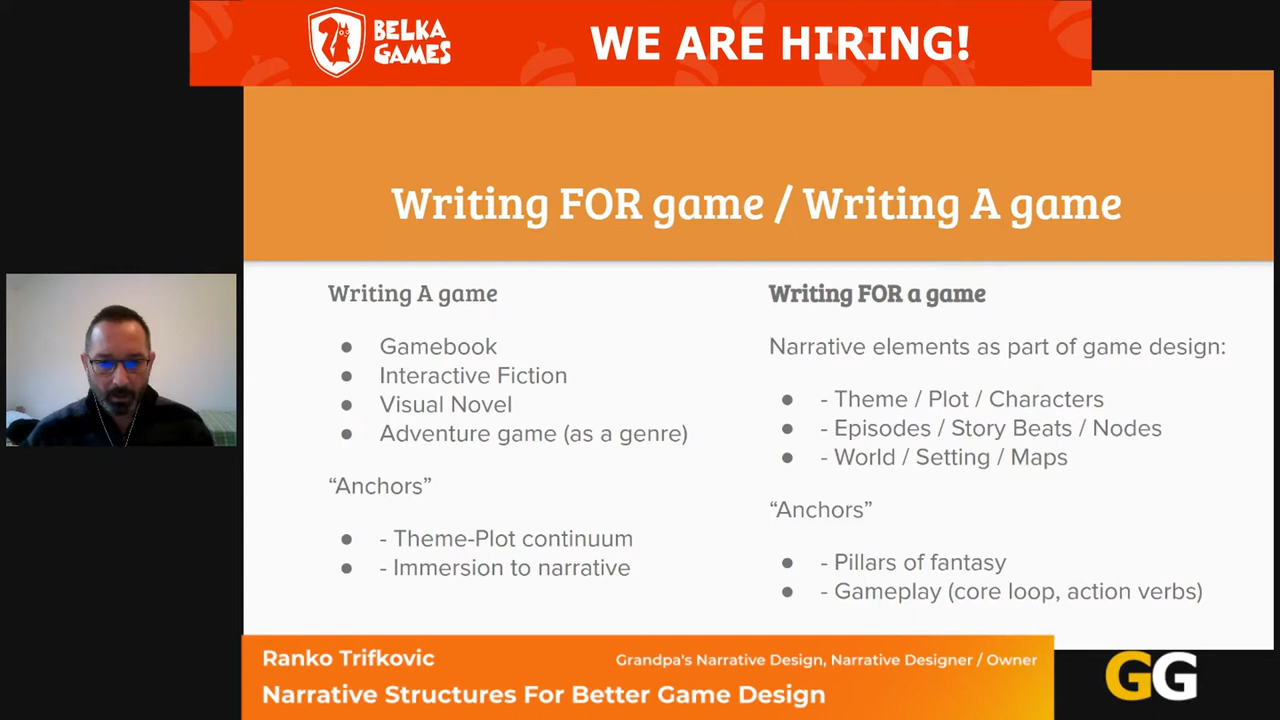 BELKA
GAMES
WE ARE HIRING!
Writing FOR game / Writing A game
Writing A game
● Gamebook
● Interactive Fiction
● Visual Novel
● Adventure game (as a genre)
“Anchors”
● - Theme-Plot continuum
● - Immersion to narrative
Writing FOR a game
Narrative elements as part of game design:
● - Theme / Plot / Characters
● - Episodes / Story Beats / Nodes
● - World / Setting / Maps
“Anchors”
● - Pillars of fantasy
● - Gameplay (core loop, action verbs)
Ranko Trifkovic
Grandpa's Narrative Design, Narrative Designer / Owner
Narrative Structures For Better Game Design
GG